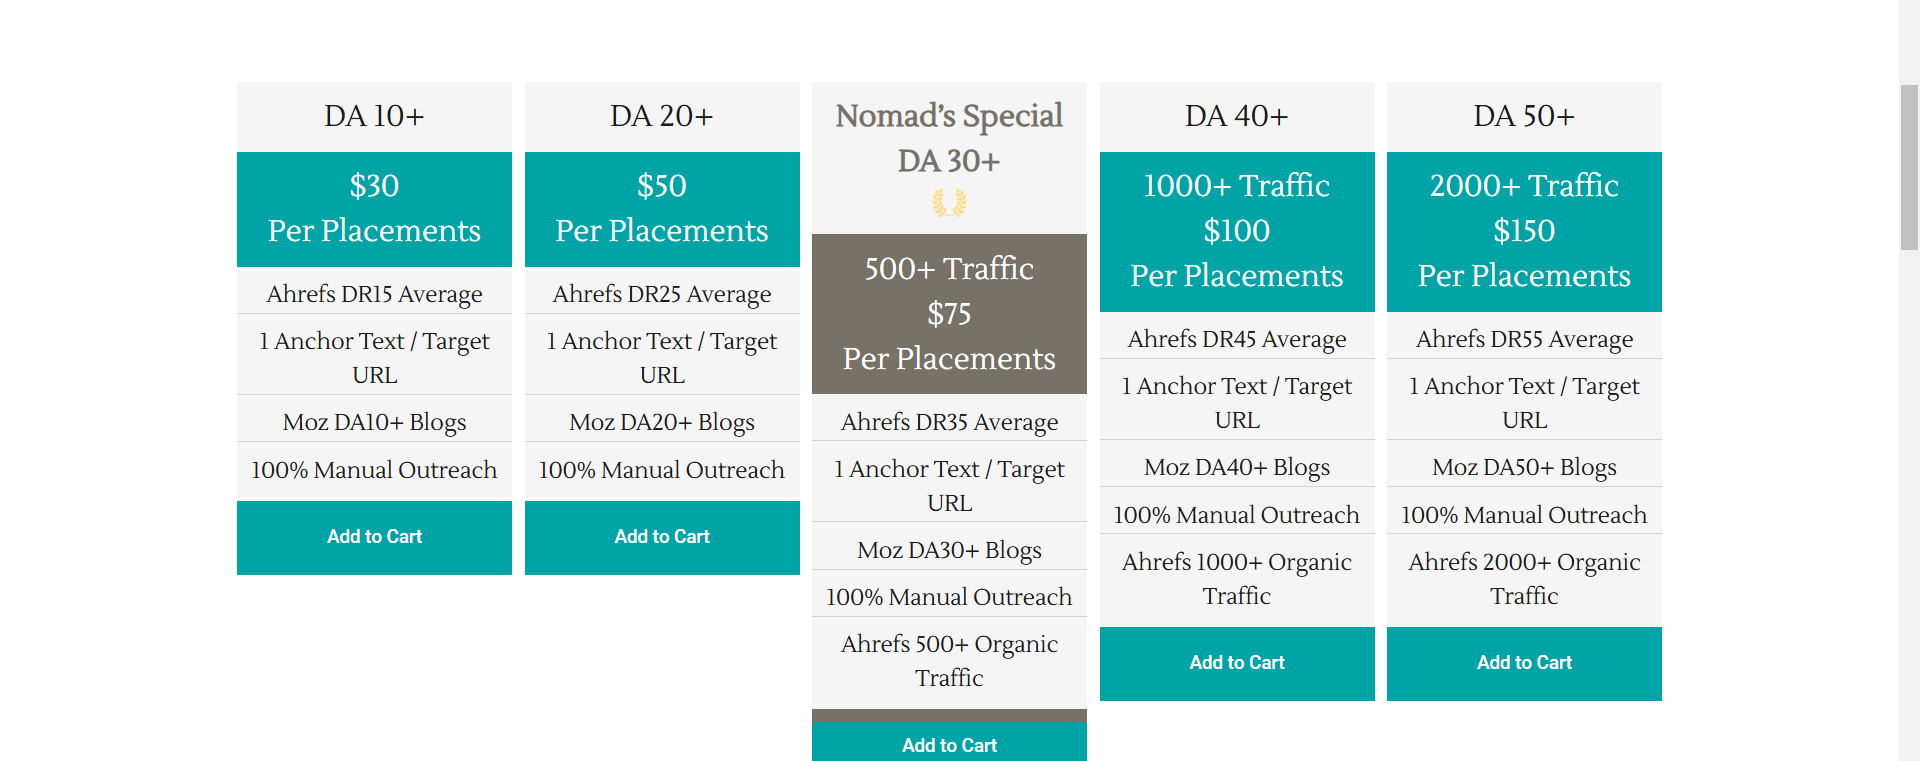 DA 10+
$30
Per Placements
Ahrefs DR15 Average
1 Anchor Text / Target
URL
Moz DA10+ Blogs
100% Manual Outreach
Add to Cart
DA 20+
$50
Per Placements
Ahrefs DR25 Average
1 Anchor Text / Target
URL
Moz DA20+ Blogs
100% Manual Outreach
Add to Cart
Nomad’s Special
DA 30+
500+ Traffic
$75
Per Placements
Ahrefs DR35 Average
1 Anchor Text / Target
URL
Moz DA30+ Blogs
100% Manual Outreach
Ahrefs 500+ Organic
Traffic
Add to Cart
DA 40+
1000+ Traffic
$100
Per Placements
Ahrefs DR45 Average
1 Anchor Text / Target
URL
Moz DA40+ Blogs
100% Manual Outreach
Ahrefs 1000+ Organic
Traffic
Add to Cart
DA 50+
2000+ Traffic
$150
Per Placements
Ahrefs DR55 Average
1 Anchor Text / Target
URL
Moz DA50+ Blogs
100% Manual Outreach
Ahrefs 2000+ Organic
Traffic
Add to Cart